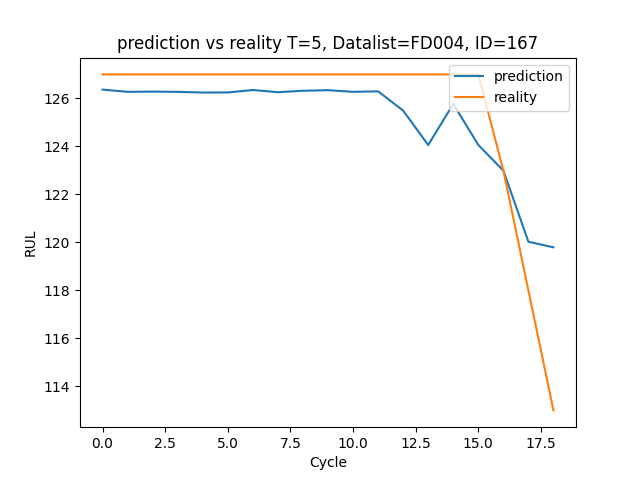 prediction vs reality T=5, Datalist=FD004, ID=167
prediction
reality
126
124
122
120
118
116
114
RUL
0.0 2.5 5.0 7.5 10.0 12.5 15.0 17.5
Cycle